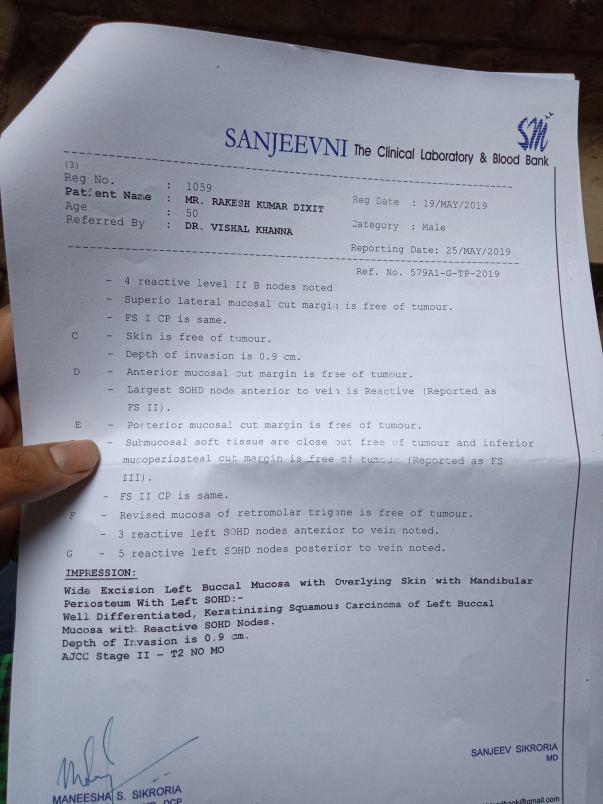 SM
SANJEEVNI The Clinical Laboratory & Blood Bank
(3)
Reg No. : 1059 Reg Date : 19/MAY/2019
Patient Name : MR. RAKESH KUMAR DIXIT
Age : 50 Category : Male
Referred By : DR. VISHAL KHANNA
Reporting Date: 25/MAY/2019
Ref. No. 579A1-G-TP-2019
- 4 reactive level II B nodes noted
- Superio lateral mucosal cut margin is free of tumour.
- FS I CP is same.
C - Skin is free of tumour.
- Depth of invasion is 0.9 cm.
D - Anterior mucosal cut margin is free of tumour.
- Largest SOHD node anterior to vein is Reactive (Reported as
FS II).
E - Posterior mucosal cut margin is free of tumour.
- Submucosal soft tissue are close but free of tumour and inferior
mucoperiosteal cut margin is free of tumour (Reported as FS
III).
- FS II CP is same.
F - Revised mucosa of retromolar trigone is free of tumour.
- 3 reactive left SOHD nodes anterior to vein noted.
G - 5 reactive left SOHD nodes posterior to vein noted.
IMPRESSION:
Wide Excision Left Buccal Mucosa with Overlying Skin with Mandibular
Periosteum With Left SOHD:-
Well Differentiated, Keratinizing Squamous Carcinoma of Left Buccal
Mucosa with Reactive SOHD Nodes.
Depth of Invasion is 0.9 cm.
AJCC Stage II - T2 NO MO
SANJEEV SIKRORIA
MD
MANEESHA S. SIKRORIA
DCP
@gmail.com